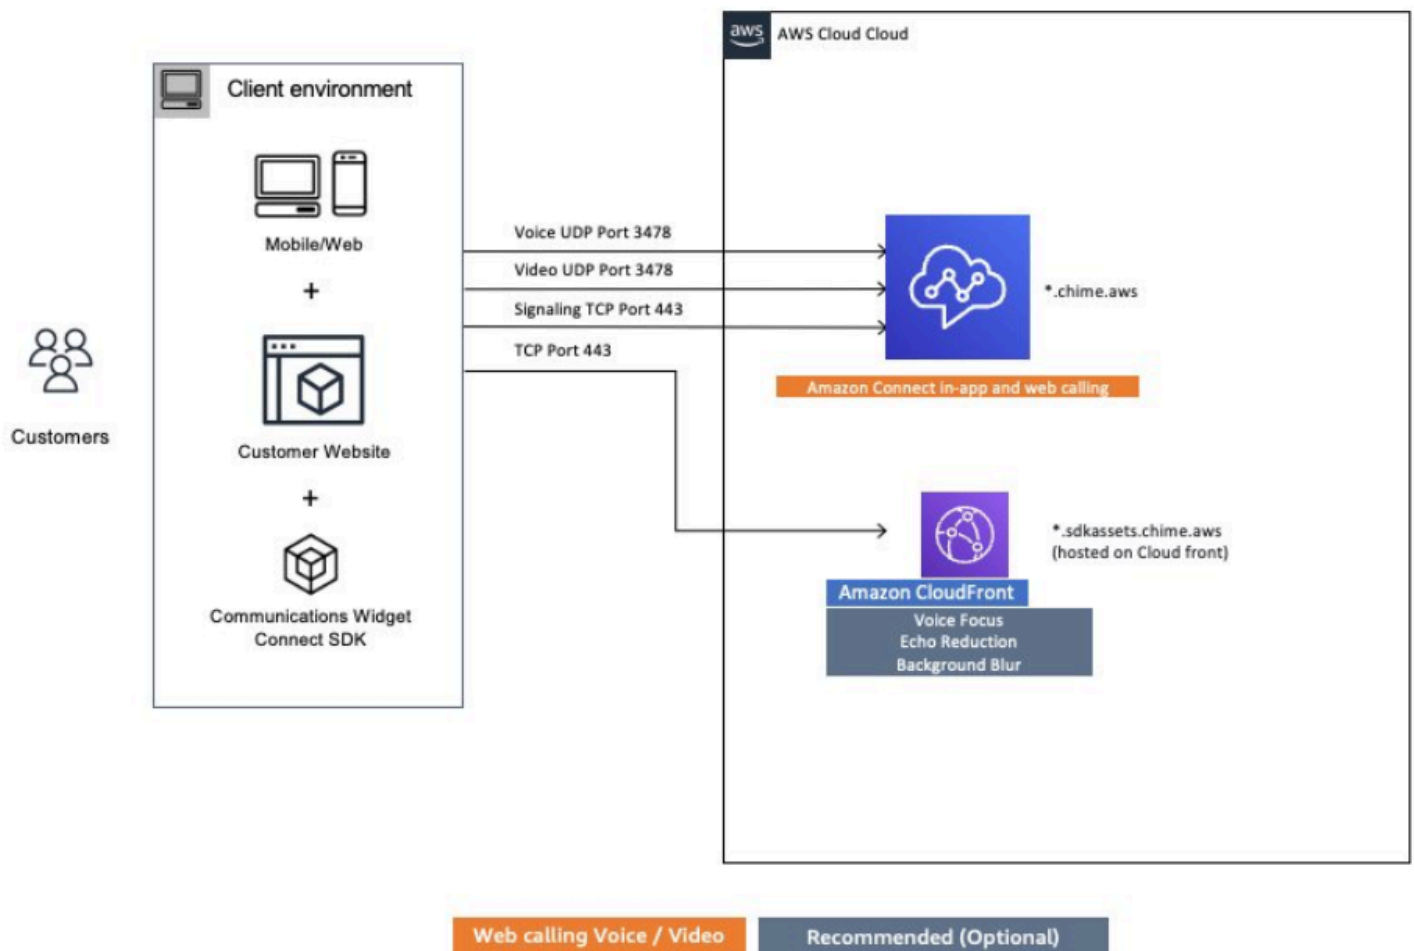 aws
AWS Cloud Cloud
Client environment
Mobile/Web
+
Customer Website
+
Communications Widget
Connect SDK
Customers
Voice UDP Port 3478
Video UDP Port 3478
Signaling TCP Port 443
TCP Port 443
*.chime.aws
Amazon Connect in-app and web calling
*.sdkassets.chime.aws
(hosted on Cloud front)
Amazon CloudFront
Voice Focus
Echo Reduction
Background Blur
Web calling Voice / Video
Recommended (Optional)